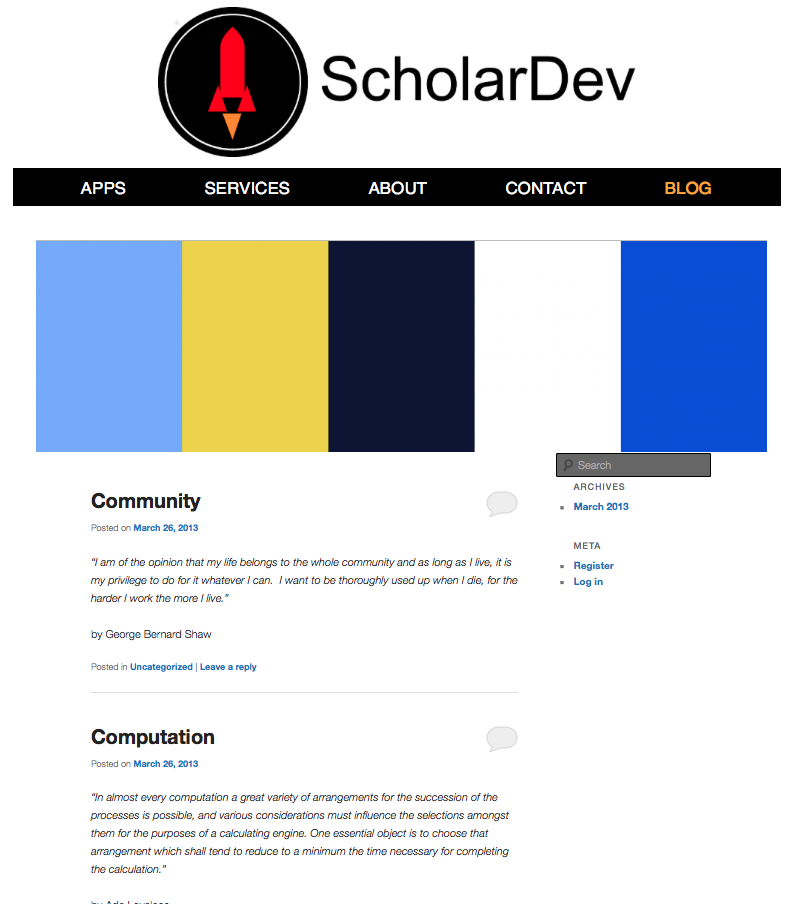 ScholarDev
APPS SERVICES ABOUT CONTACT BLOG
Search
ARCHIVES
March 2013
META
Register
Log in
Community
Posted on March 26, 2013
“I am of the opinion that my life belongs to the whole community and as long as I live, it is
my privilege to do for it whatever I can.  I want to be thoroughly used up when I die, for the
harder I work the more I live.”
by George Bernard Shaw
Posted in Uncategorized | Leave a reply
Computation
Posted on March 26, 2013
“In almost every computation a great variety of arrangements for the succession of the
processes is possible, and various considerations must influence the selections amongst
them for the purposes of a calculating engine. One essential object is to choose that
arrangement which shall tend to reduce to a minimum the time necessary for completing
the calculation.”
by Ada Lovelace